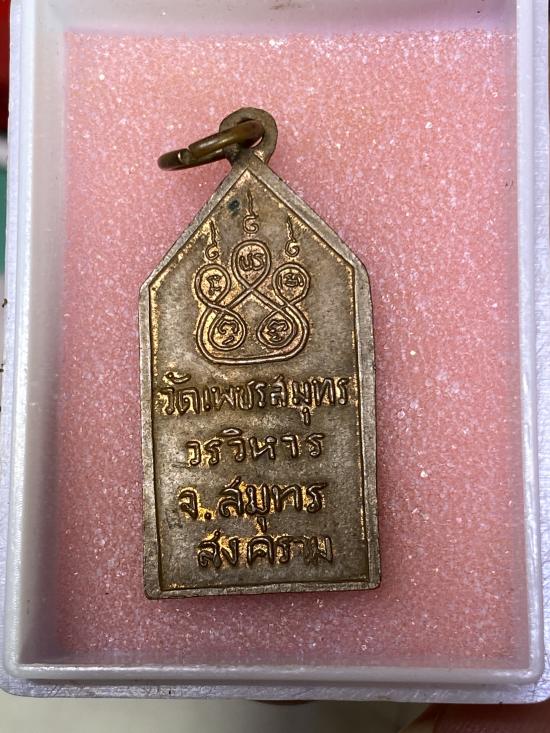 วัดเพชรสมุทร
วรวิหาร
จ.สมุทร
สงคราม